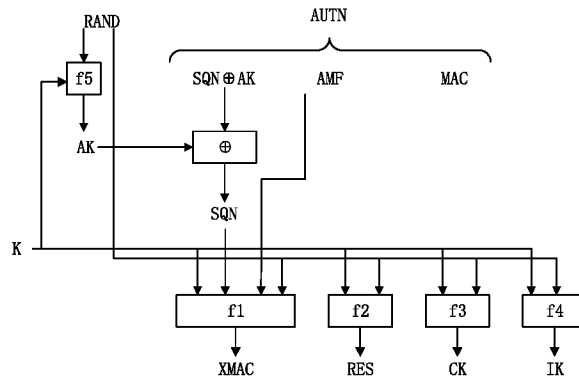 AUTN
RAND
SQN⊕AK AMF MAC
f5
AK ⊕
SQN
K
f1 f2 f3 f4
XMAC RES CK IK